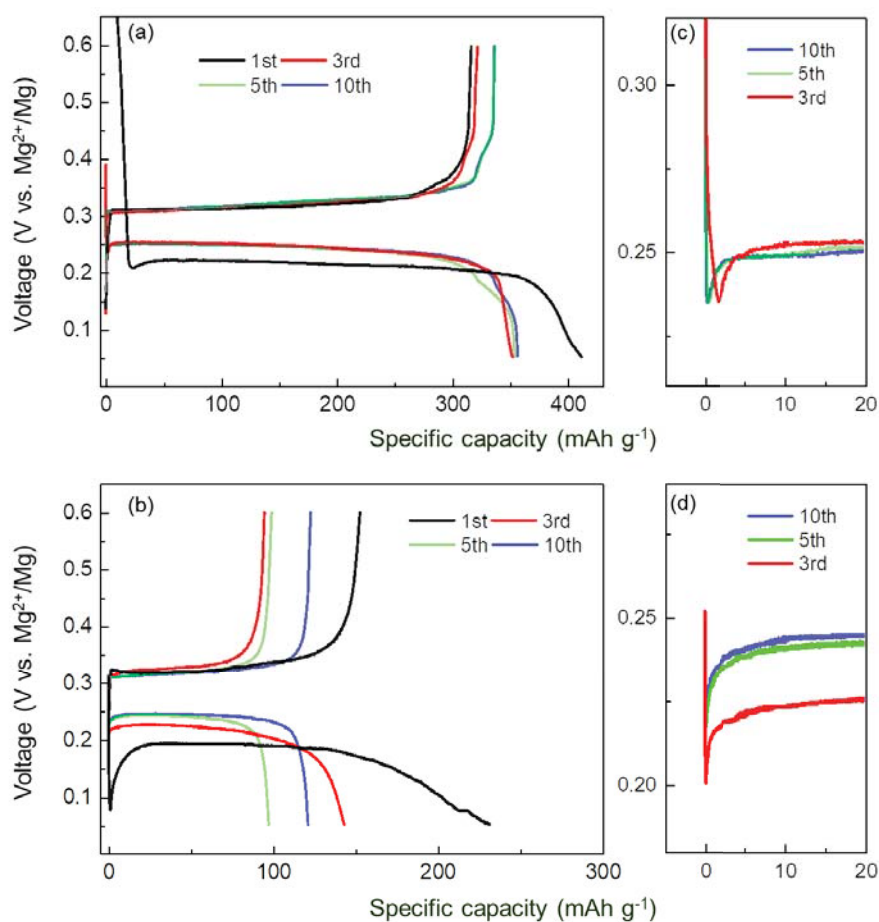 (a)
1st 3rd
5th 10th
0.6
0.5
0.4
0.3
0.2
0.1
Voltage (V vs. Mg²⁺/Mg)
0 100 200 300 400
Specific capacity (mAh g⁻¹)
(c)
10th
5th
3rd
0.30
0.25
0 10 20
(b)
1st 3rd
5th 10th
0.6
0.5
0.4
0.3
0.2
0.1
Voltage (V vs. Mg²⁺/Mg)
0 100 200 300
Specific capacity (mAh g⁻¹)
(d)
10th
5th
3rd
0.25
0.20
0 10 20